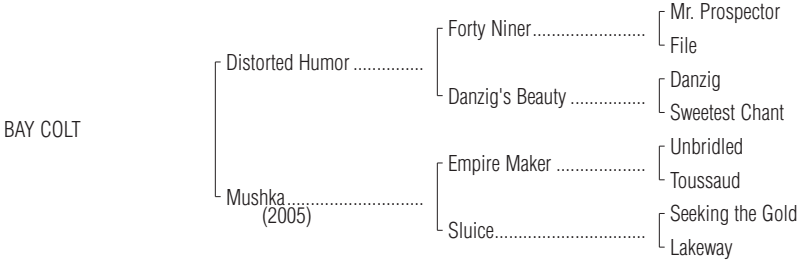 Mr. Prospector
Forty Niner.......................
File
Distorted Humor ...............
Danzig
Danzig's Beauty ................
Sweetest Chant
BAY COLT
Unbridled
Empire Maker ...................
Toussaud
Mushka.............................
(2005)
Seeking the Gold
Sluice................................
Lakeway